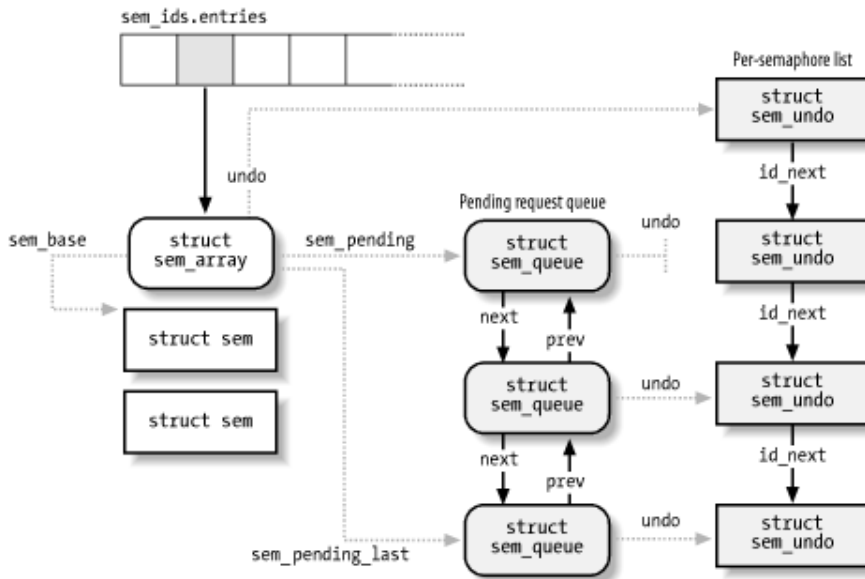 sem_ids.entries
Per-semaphore list
struct
sem_undo
undo
id_next
Pending request queue
undo
sem_base
struct
sem_array
sem_pending
struct
sem_queue
struct
sem_undo
next
prev
id_next
struct sem
struct
sem_queue
undo
struct
sem_undo
struct sem
next
prev
id_next
sem_pending_last
struct
sem_queue
undo
struct
sem_undo